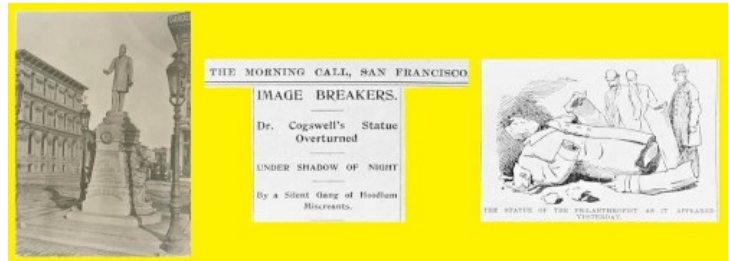 THE MORNING CALL, SAN FRANCISCO
IMAGE BREAKERS.
Dr. Cogswell's Statue
Overturned
UNDER SHADOW OF NIGHT
By a Silent Gang of Hoodlum
Miscreants.
THE STATUE OF THE PHILANTHROPIST AS IT APPEARED
YESTERDAY.